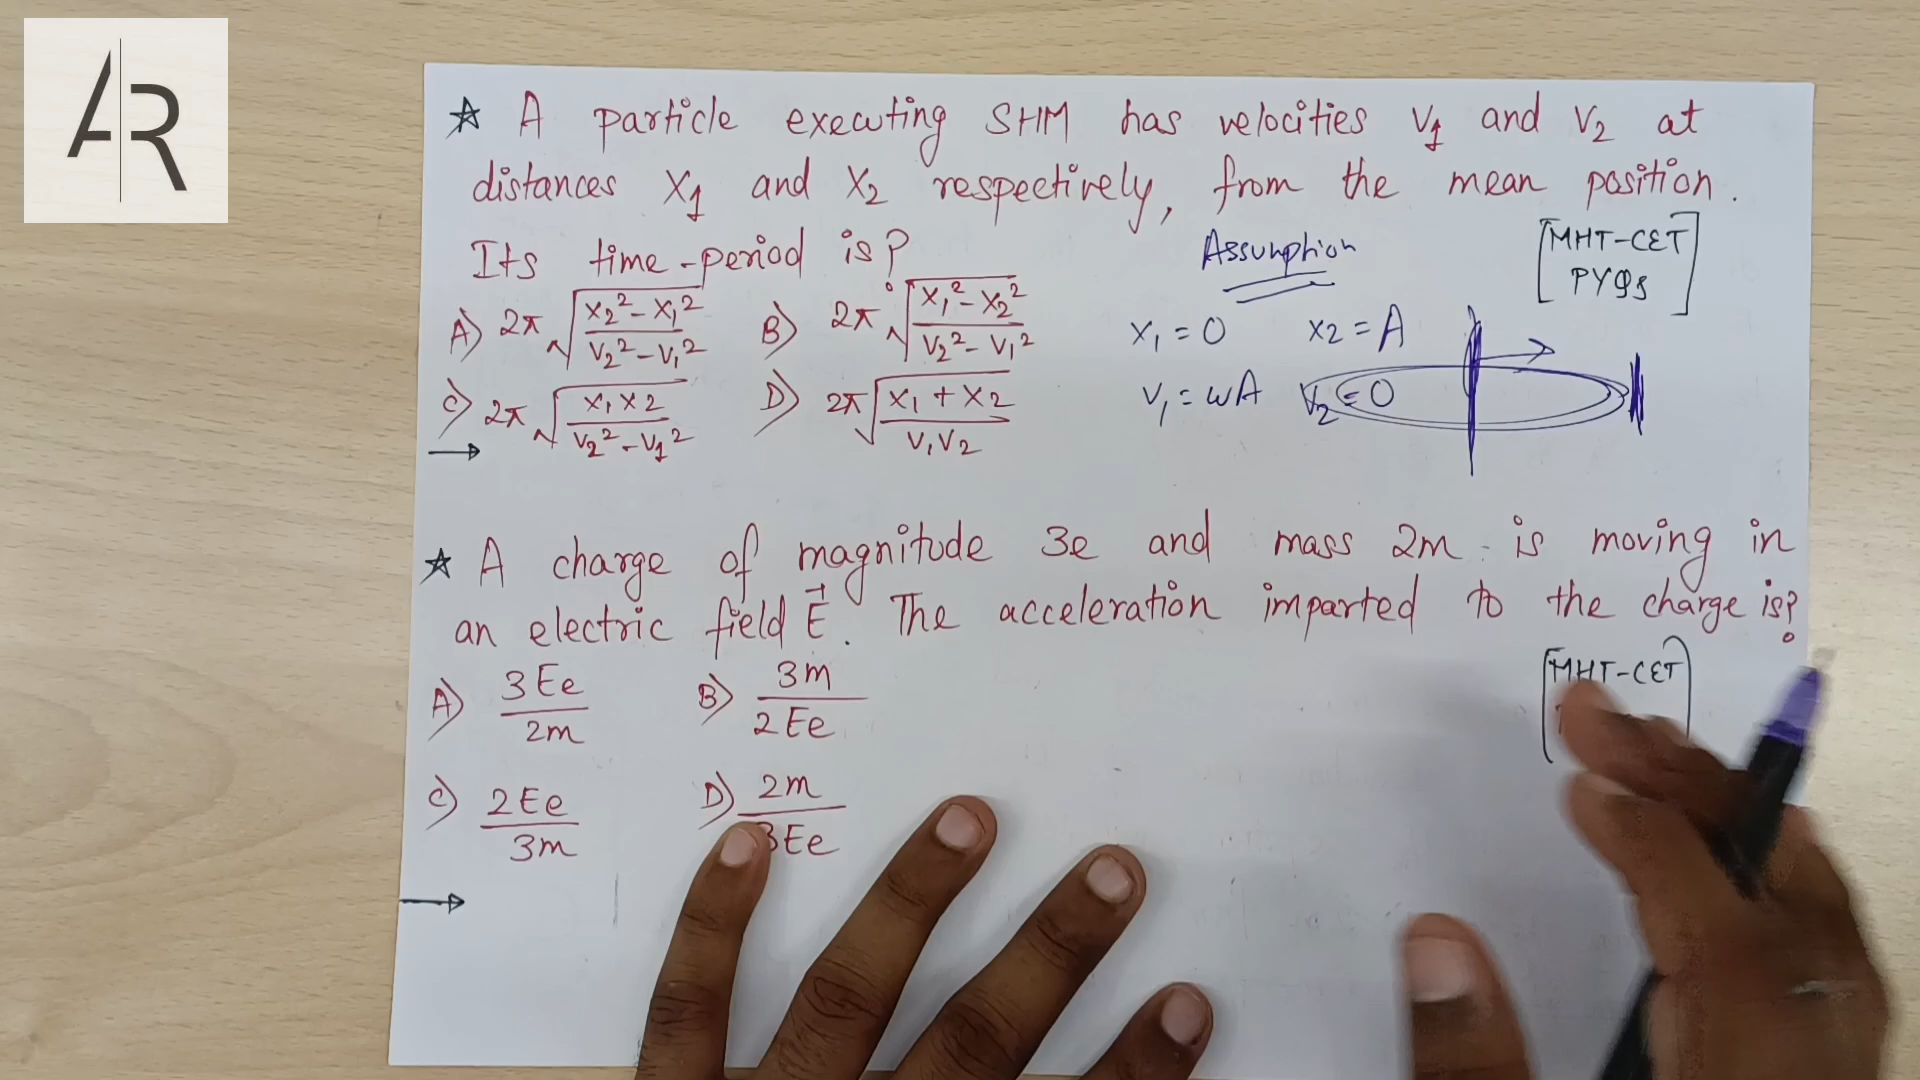 AR
☆ A particle executing SHM has velocities V₁ and V₂ at
distances X₁ and X₂ respectively, from the mean position.
Its time-period is?
Assumption
[MHT-CET
PYQs]
A) 2π √((X₂² - X₁²)/(V₂² - V₁²)) B) 2π √((X₁² - X₂²)/(V₂² - V₁²))
x₁ = 0 x₂ = A
C) 2π √((X₁ X₂)/(V₂² - V₁²)) D) 2π √((X₁ + X₂)/(V₁V₂))
V₁ = ωA V₂ = 0
→
☆ A charge of magnitude 3e and mass 2m is moving in
an electric field E⃗. The acceleration imparted to the charge is?
[MHT-CET
A) 3Ee/2m B) 3m/2Ee
C) 2Ee/3m D) 2m/3Ee
→